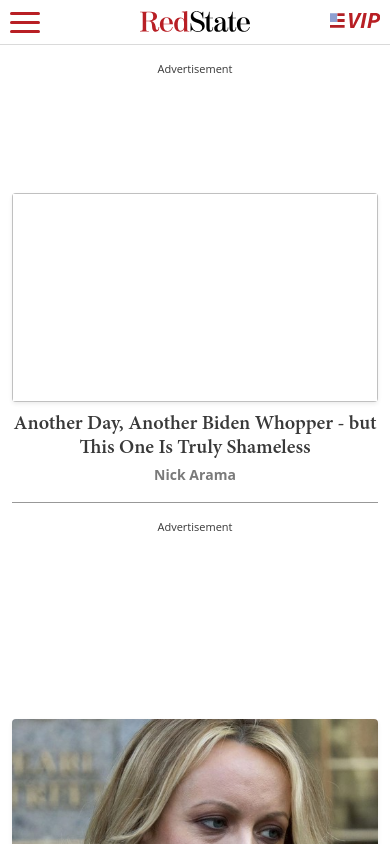 RedState
VIP
Advertisement
Another Day, Another Biden Whopper - but
This One Is Truly Shameless
Nick Arama
Advertisement